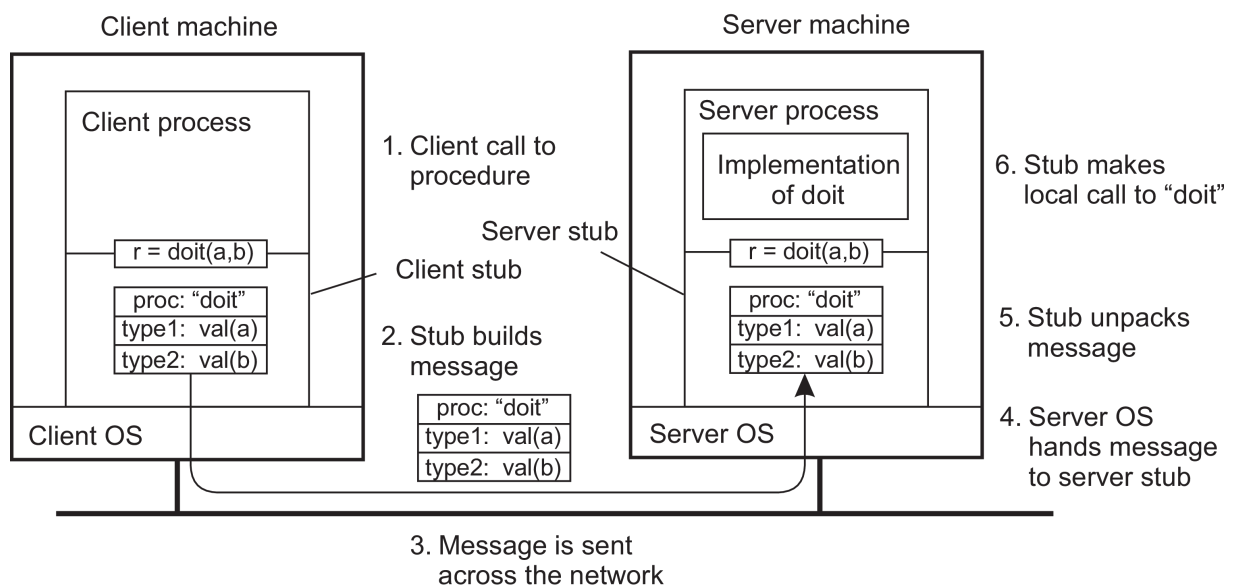 Client machine
Server machine
Client process
1. Client call to
procedure
Server process
Implementation
of doit
6. Stub makes
local call to “doit”
Server stub
r = doit(a,b)
r = doit(a,b)
Client stub
proc: “doit”
type1: val(a)
type2: val(b)
2. Stub builds
message
proc: “doit”
type1: val(a)
type2: val(b)
5. Stub unpacks
message
proc: “doit”
type1: val(a)
type2: val(b)
Client OS
Server OS
4. Server OS
hands message
to server stub
3. Message is sent
across the network